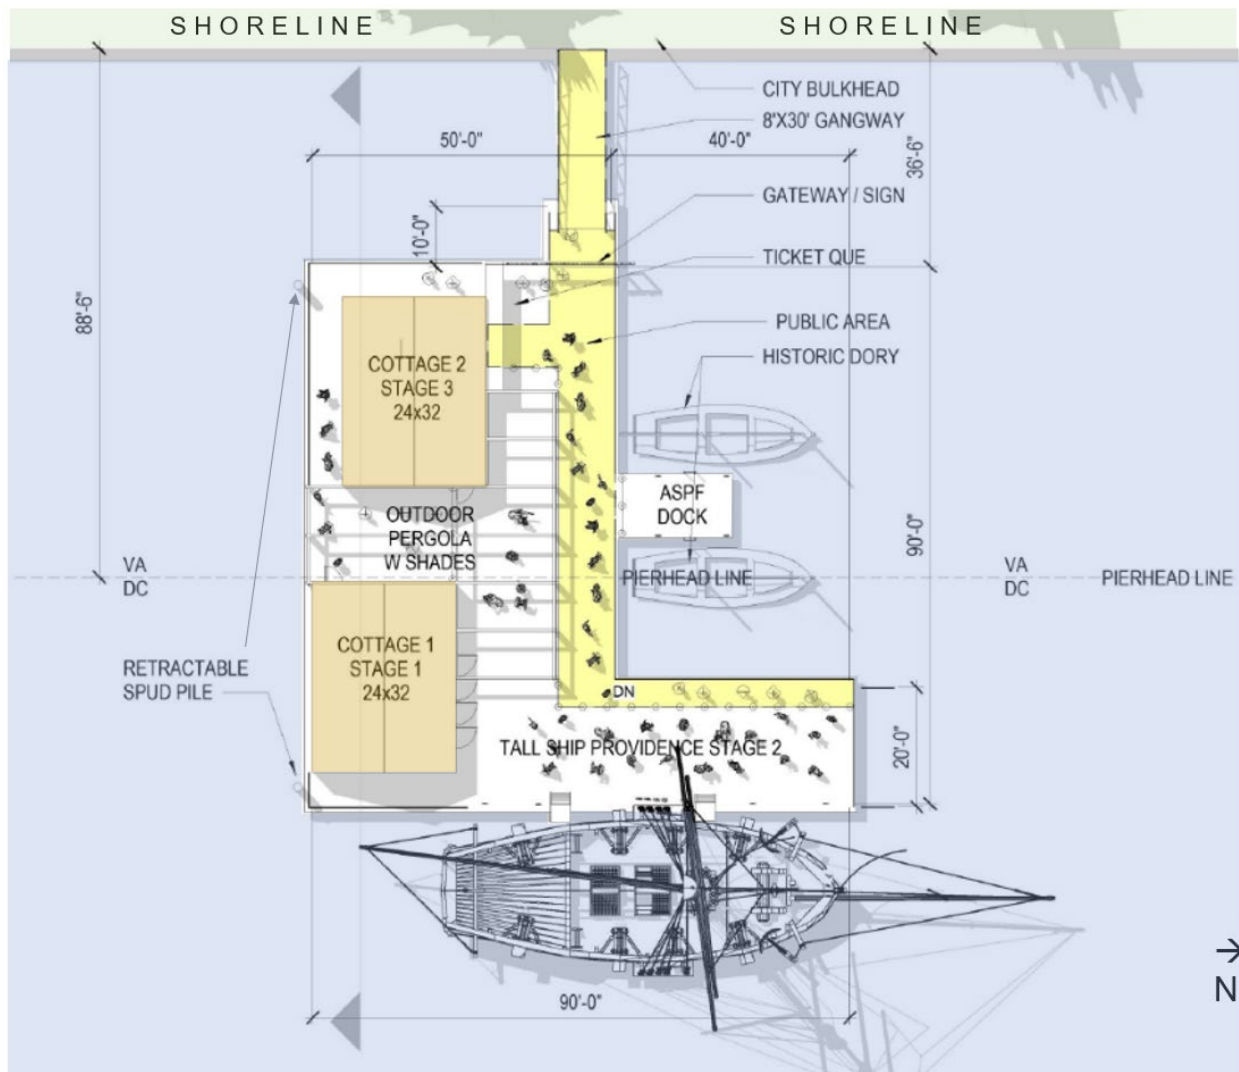 SHORELINE SHORELINE
CITY BULKHEAD
8'X30' GANGWAY
50'-0" 40'-0"
36'-6"
GATEWAY / SIGN
10'-0"
TICKET QUE
88'-6"
PUBLIC AREA
HISTORIC DORY
COTTAGE 2
STAGE 3
24x32
ASPF
DOCK
OUTDOOR
PERGOLA
W SHADES
90'-0"
VA
DC
PIERHEAD LINE
VA
DC
PIERHEAD LINE
COTTAGE 1
STAGE 1
24x32
RETRACTABLE
SPUD PILE
DN
TALL SHIP PROVIDENCE STAGE 2
20'-0"
→
N
90'-0"